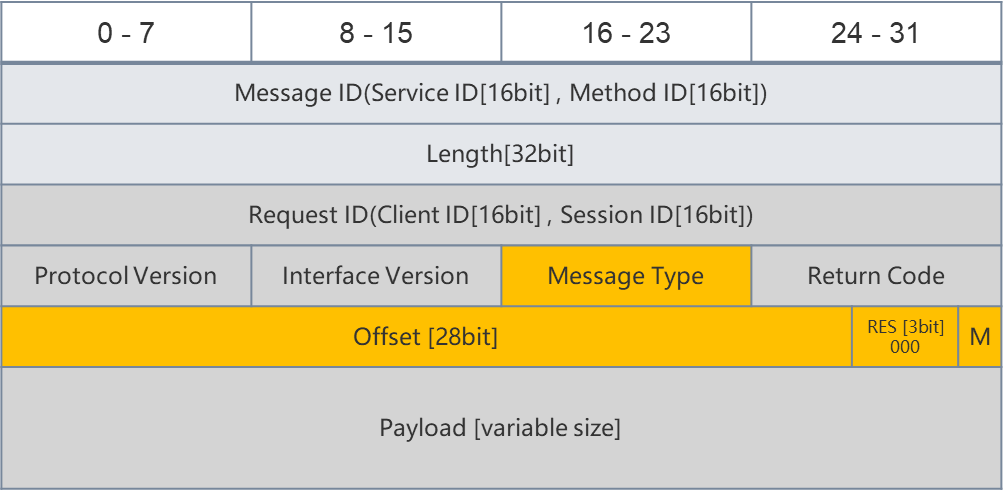 0 - 7 8 - 15 16 - 23 24 - 31
Message ID(Service ID[16bit] , Method ID[16bit])
Length[32bit]
Request ID(Client ID[16bit] , Session ID[16bit])
Protocol Version Interface Version Message Type Return Code
Offset [28bit] RES [3bit] M
000
Payload [variable size]